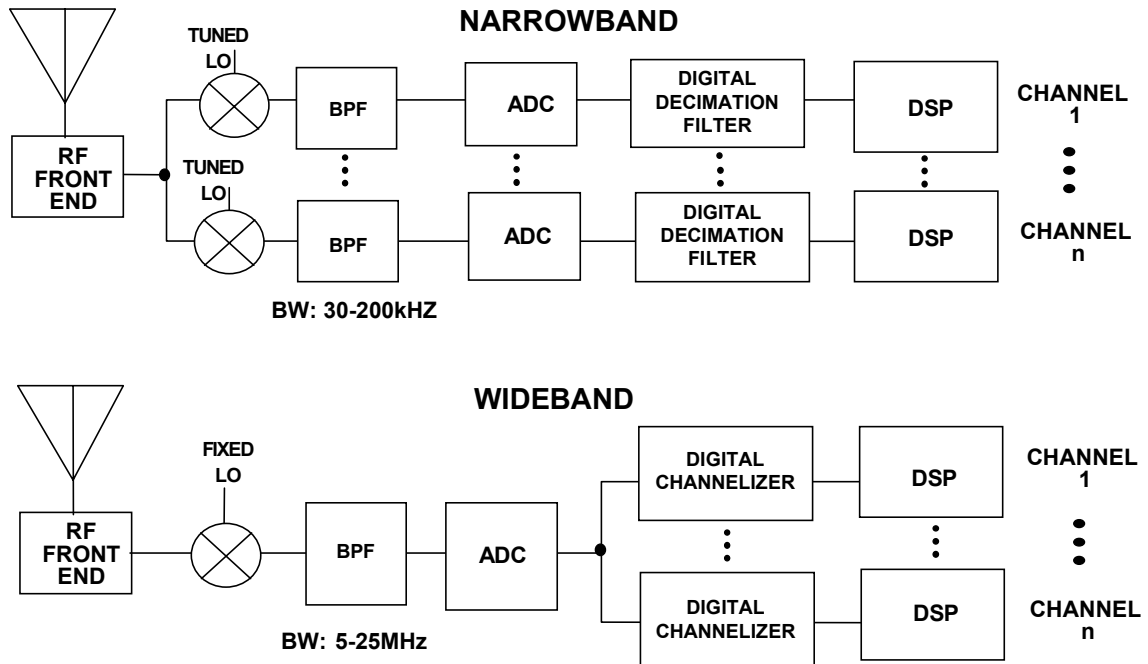 NARROWBAND
TUNED
LO
BPF
ADC
DIGITAL
DECIMATION
FILTER
DSP
CHANNEL
1
RF
FRONT
END
TUNED
LO
BPF
ADC
DIGITAL
DECIMATION
FILTER
DSP
CHANNEL
n
BW: 30-200kHZ
WIDEBAND
FIXED
LO
RF
FRONT
END
BPF
ADC
DIGITAL
CHANNELIZER
DSP
CHANNEL
1
DIGITAL
CHANNELIZER
DSP
CHANNEL
n
BW: 5-25MHz